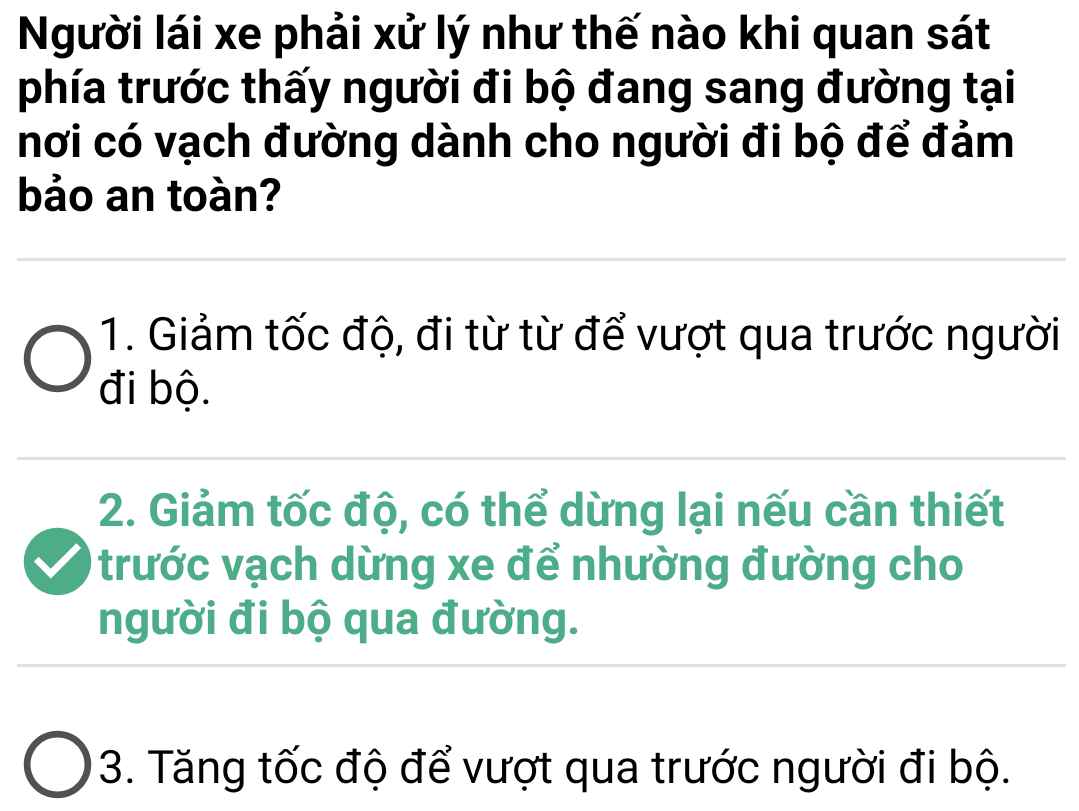 Người lái xe phải xử lý như thế nào khi quan sát
phía trước thấy người đi bộ đang sang đường tại
nơi có vạch đường dành cho người đi bộ để đảm
bảo an toàn?
1. Giảm tốc độ, đi từ từ để vượt qua trước người
đi bộ.
2. Giảm tốc độ, có thể dừng lại nếu cần thiết
trước vạch dừng xe để nhường đường cho
người đi bộ qua đường.
3. Tăng tốc độ để vượt qua trước người đi bộ.